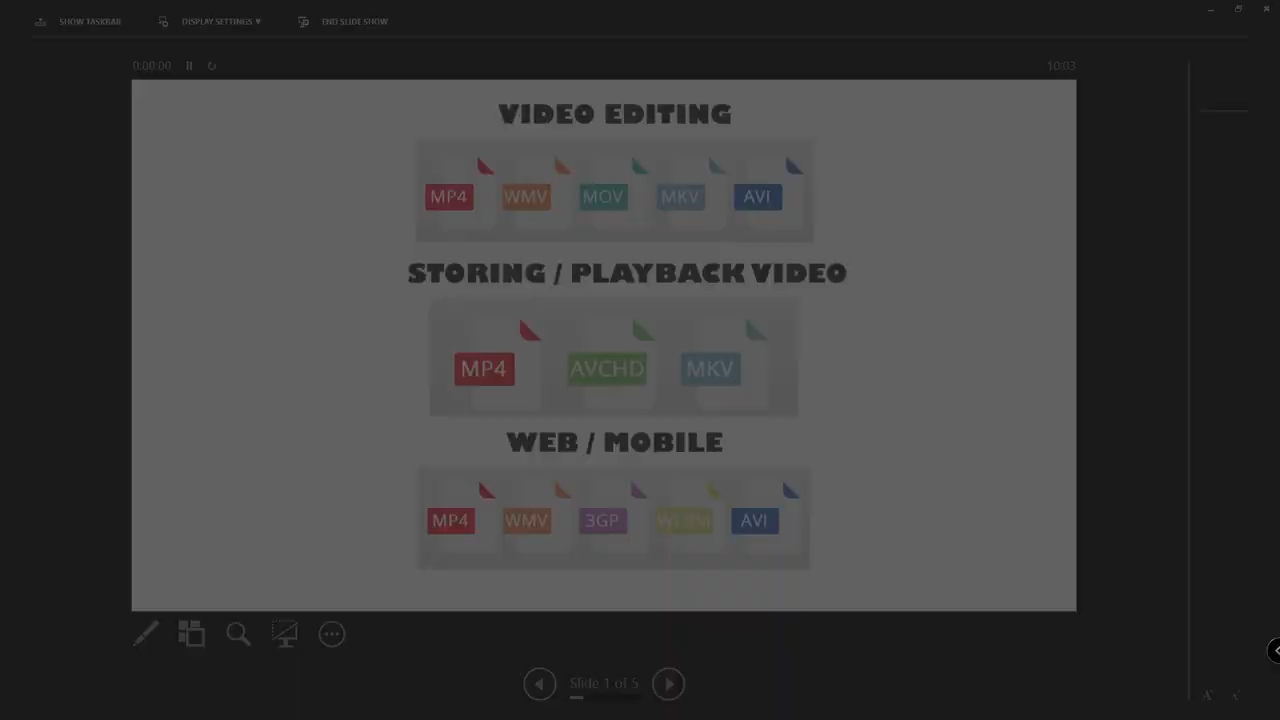 SHOW TASKBAR DISPLAY SETTINGS ▼ END SLIDE SHOW
0:00:00 10:03
VIDEO EDITING
MP4 WMV MOV MKV AVI
STORING / PLAYBACK VIDEO
MP4 AVCHD MKV
WEB / MOBILE
MP4 WMV 3GP AVI
Slide 1 of 5